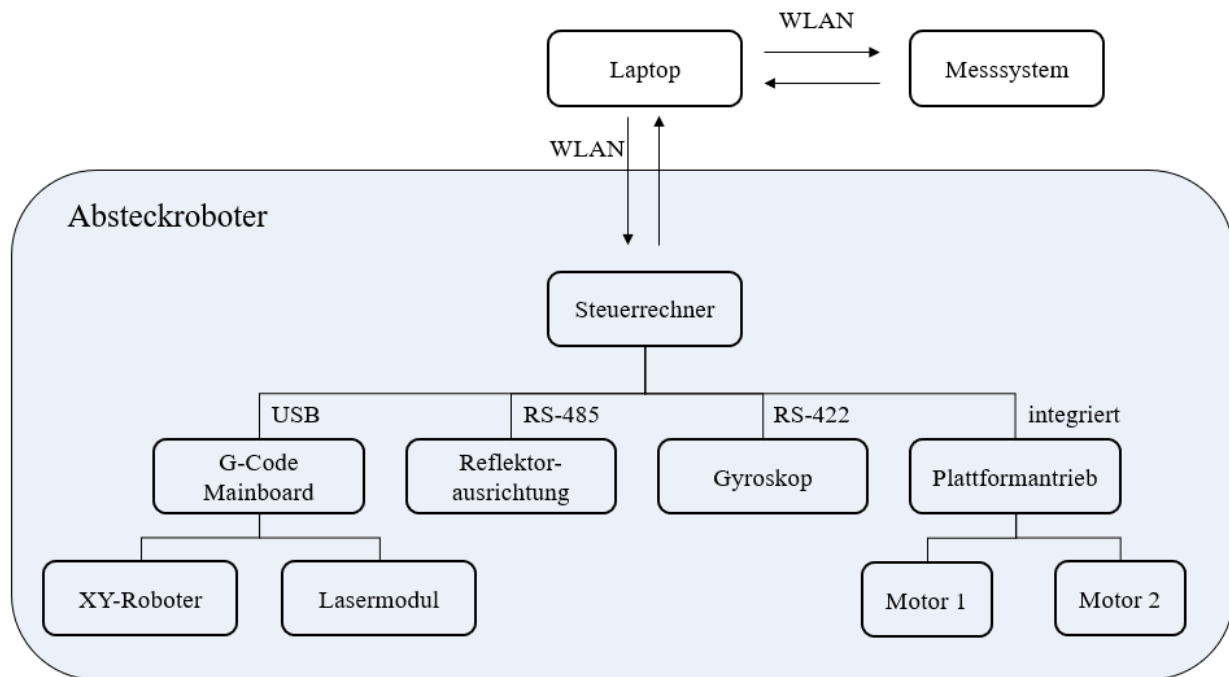 WLAN
Laptop
Messsystem
WLAN
Absteckroboter
Steuerrechner
USB
RS-485
RS-422
integriert
G-Code
Mainboard
Reflektor-
ausrichtung
Gyroskop
Plattformantrieb
XY-Roboter
Lasermodul
Motor 1
Motor 2